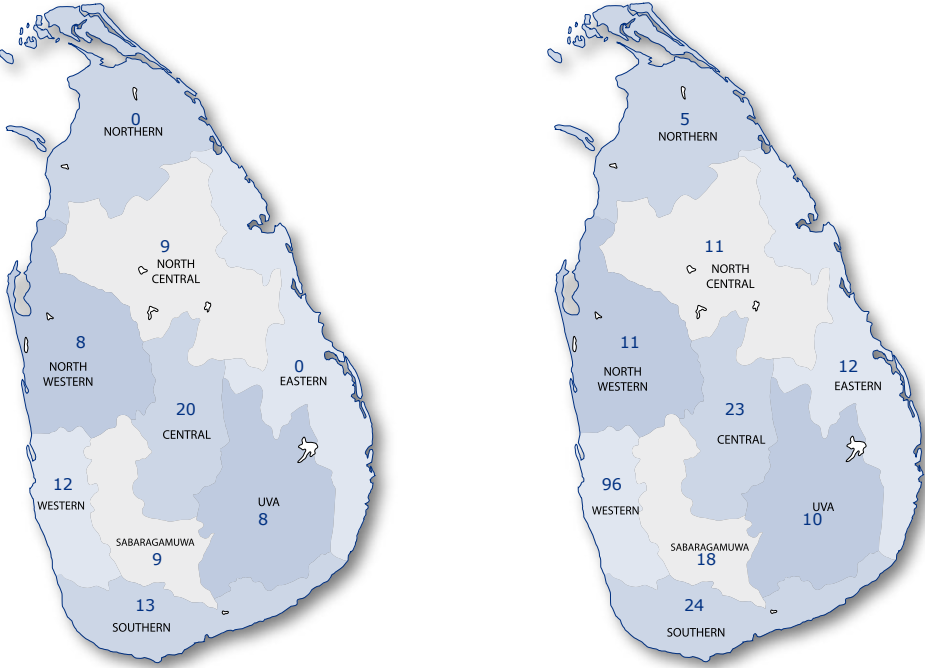 0
NORTHERN
9
NORTH
CENTRAL
8
NORTH
WESTERN
0
EASTERN
20
CENTRAL
12
WESTERN
UVA
8
SABARAGAMUWA
9
13
SOUTHERN
5
NORTHERN
11
NORTH
CENTRAL
11
NORTH
WESTERN
12
EASTERN
23
CENTRAL
96
WESTERN
UVA
10
SABARAGAMUWA
18
24
SOUTHERN